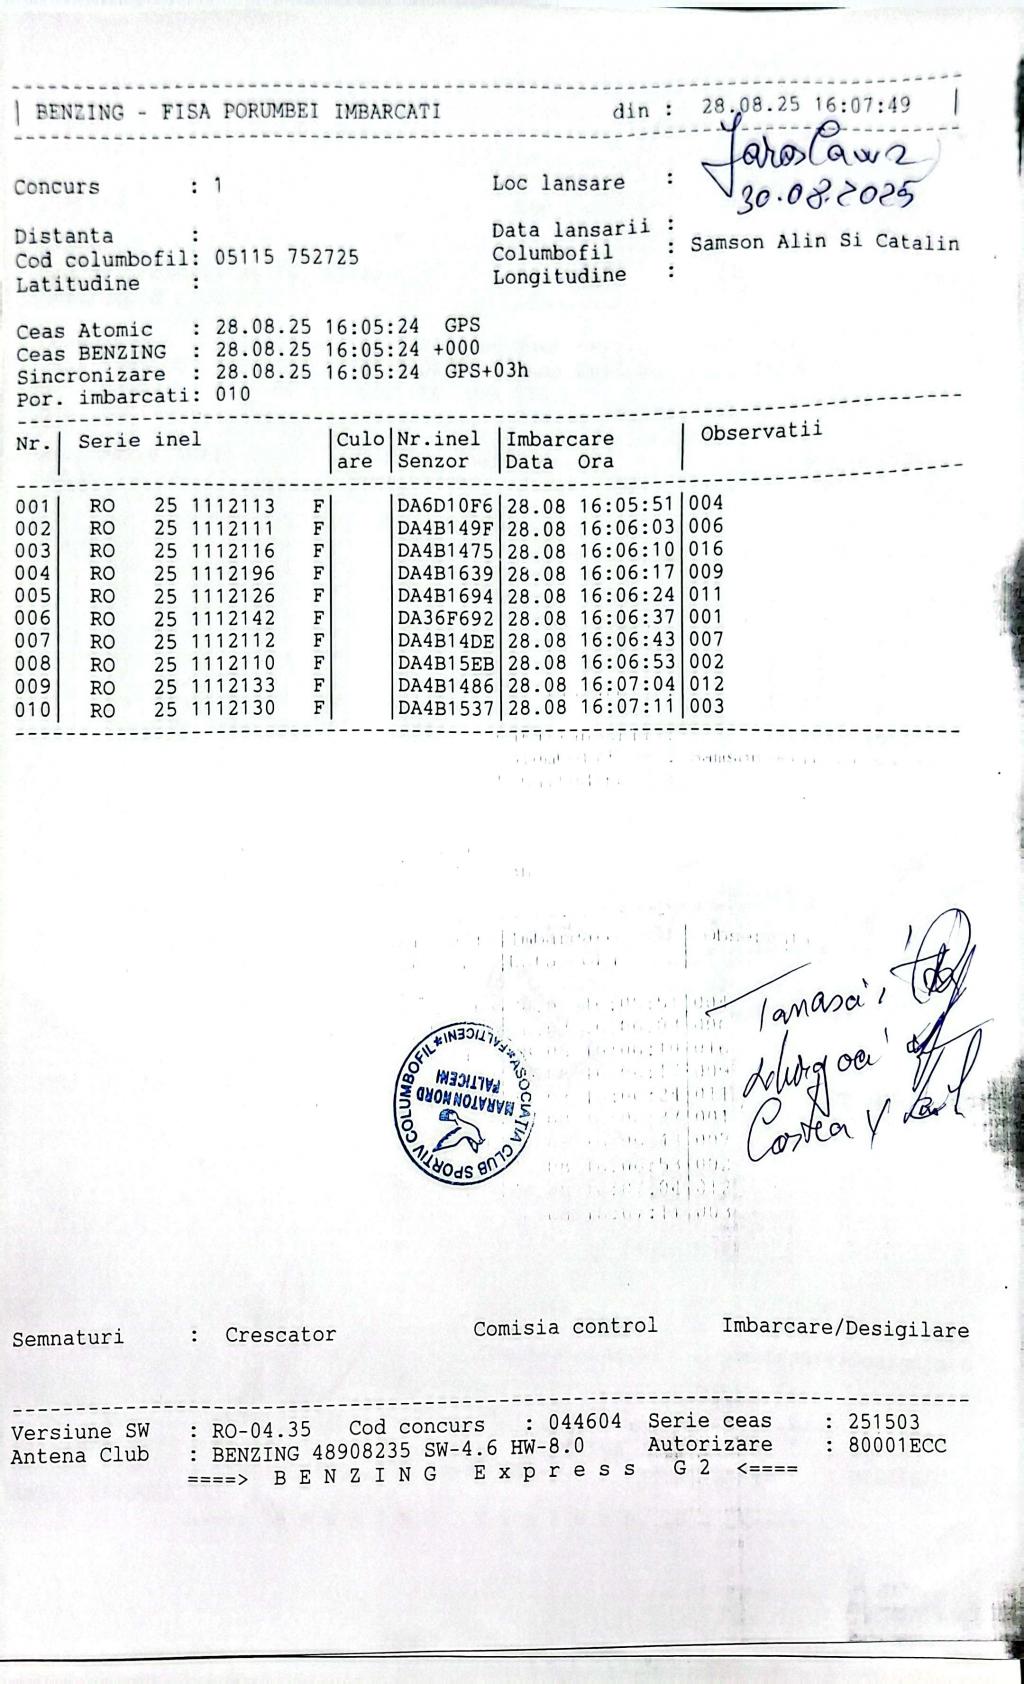 BENZING - FISA PORUMBEI IMBARCATI din : 28.08.25 16:07:49
Jaroslawz
30.08.2025
Concurs : 1 Loc lansare :
Distanta : Data lansarii :
Cod columbofil: 05115 752725 Columbofil : Samson Alin Si Catalin
Latitudine : Longitudine :
Ceas Atomic : 28.08.25 16:05:24 GPS
Ceas BENZING : 28.08.25 16:05:24 +000
Sincronizare : 28.08.25 16:05:24 GPS+03h
Por. imbarcati: 010
Nr.| Serie inel |Culo|Nr.inel |Imbarcare | Observatii
|are |Senzor |Data Ora |
001| RO 25 1112113 F| |DA6D10F6|28.08 16:05:51|004
002| RO 25 1112111 F| |DA4B149F|28.08 16:06:03|006
003| RO 25 1112116 F| |DA4B1475|28.08 16:06:10|016
004| RO 25 1112196 F| |DA4B1639|28.08 16:06:17|009
005| RO 25 1112126 F| |DA4B1694|28.08 16:06:24|011
006| RO 25 1112142 F| |DA36F692|28.08 16:06:37|001
007| RO 25 1112112 F| |DA4B14DE|28.08 16:06:43|007
008| RO 25 1112110 F| |DA4B15EB|28.08 16:06:53|002
009| RO 25 1112133 F| |DA4B1486|28.08 16:07:04|012
010| RO 25 1112130 F| |DA4B1537|28.08 16:07:11|003
Tanasă
Costea
ASOCIATIA CLUB SPORTIV COLUMBOFIL *FALTICENI*
MARATON NORD
FALTICENI
Semnaturi : Crescator Comisia control Imbarcare/Desigilare
Versiune SW : RO-04.35 Cod concurs : 044604 Serie ceas : 251503
Antena Club : BENZING 48908235 SW-4.6 HW-8.0 Autorizare : 80001ECC
====> B E N Z I N G E x p r e s s G 2 <====